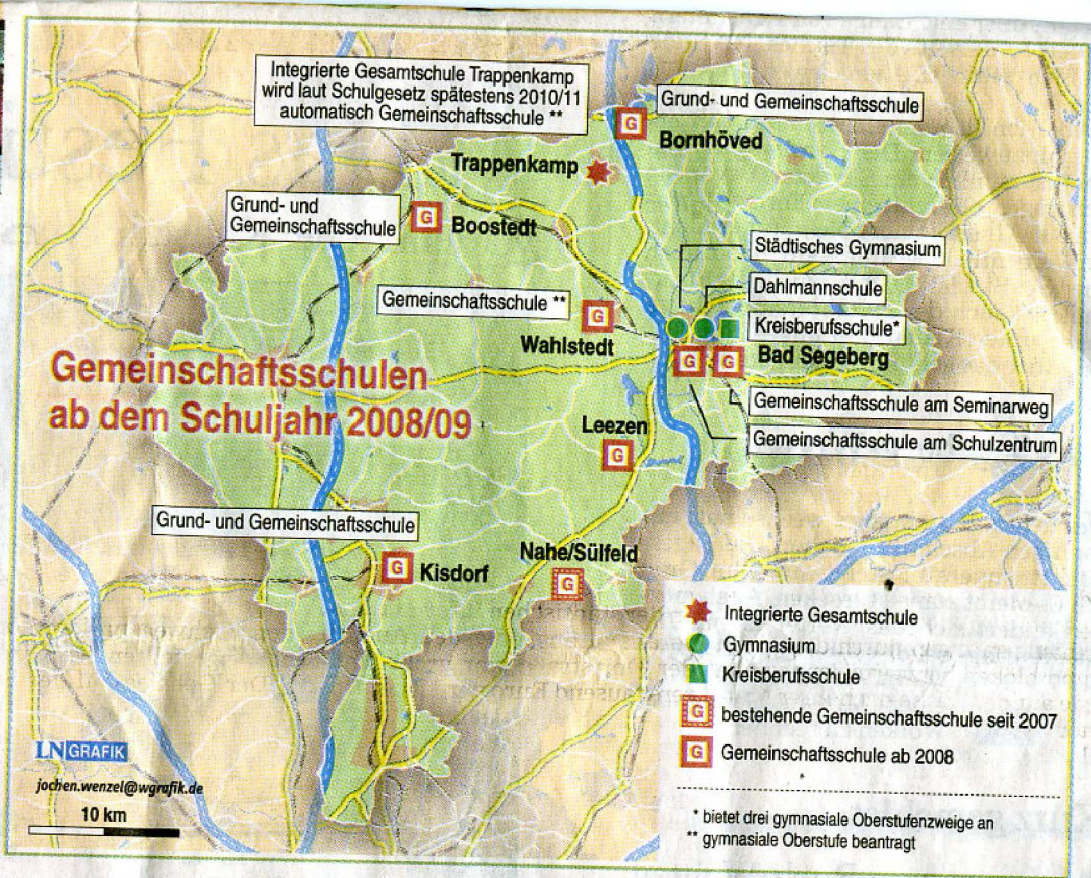 Integrierte Gesamtschule Trappenkamp
wird laut Schulgesetz spätestens 2010/11
automatisch Gemeinschaftsschule **
Grund- und Gemeinschaftsschule
G
Bornhöved
Trappenkamp
Grund- und
Gemeinschaftsschule
G
Boostedt
Städtisches Gymnasium
Dahlmannschule
Gemeinschaftsschule **
G
Kreisberufsschule*
Wahlstedt
G
G
Bad Segeberg
Gemeinschaftsschulen
ab dem Schuljahr 2008/09
Gemeinschaftsschule am Seminarweg
Gemeinschaftsschule am Schulzentrum
Leezen
G
Grund- und Gemeinschaftsschule
G
Kisdorf
Nahe/Sülfeld
G
Integrierte Gesamtschule
Gymnasium
Kreisberufsschule
G
bestehende Gemeinschaftsschule seit 2007
G
Gemeinschaftsschule ab 2008
* bietet drei gymnasiale Oberstufenzweige an
** gymnasiale Oberstufe beantragt
LN GRAFIK
jochen.wenzel@wgrafik.de
10 km